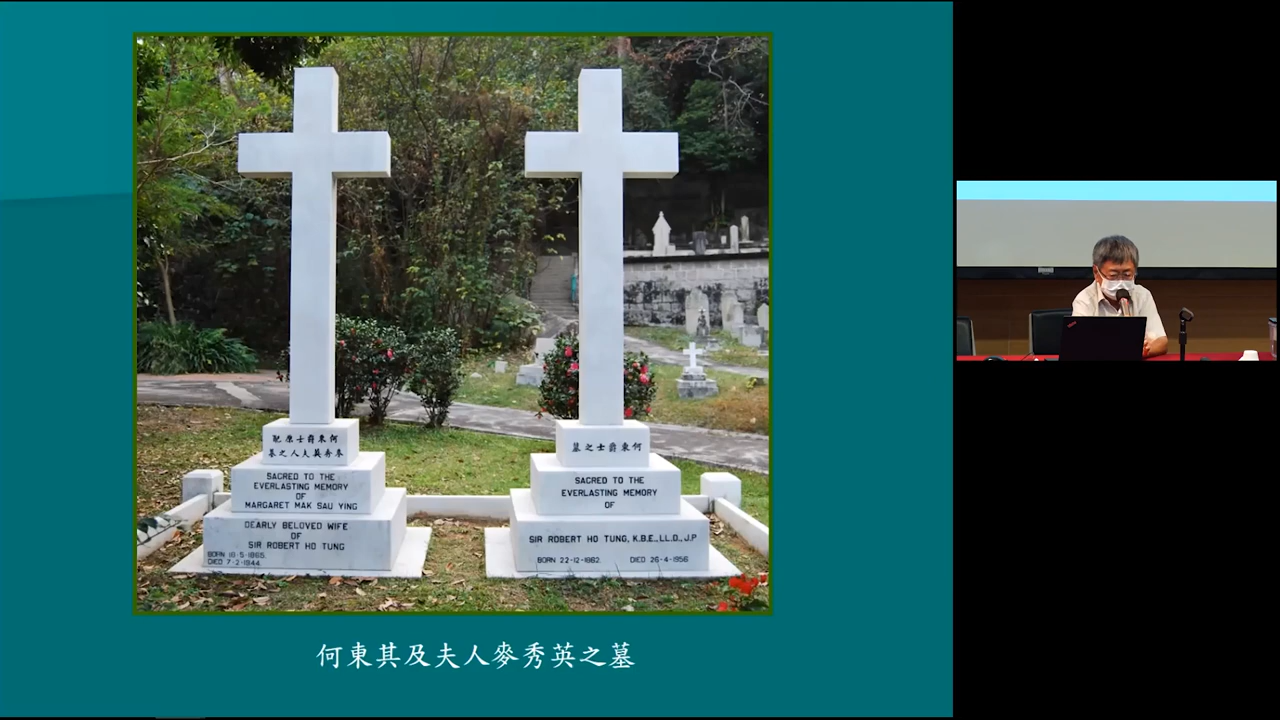 何東爵士原配
麥秀英夫人之墓
SACRED TO THE
EVERLASTING MEMORY
OF
MARGARET MAK SAU YING
DEARLY BELOVED WIFE
OF
SIR ROBERT HO TUNG
BORN 18-5-1865.
DIED 7-2-1944.
何東爵士之墓
SACRED TO THE
EVERLASTING MEMORY
OF
SIR ROBERT HO TUNG, K.B.E., LL.D., J.P
BORN 22-12-1862. DIED 26-4-1956.
何東其及夫人麥秀英之墓